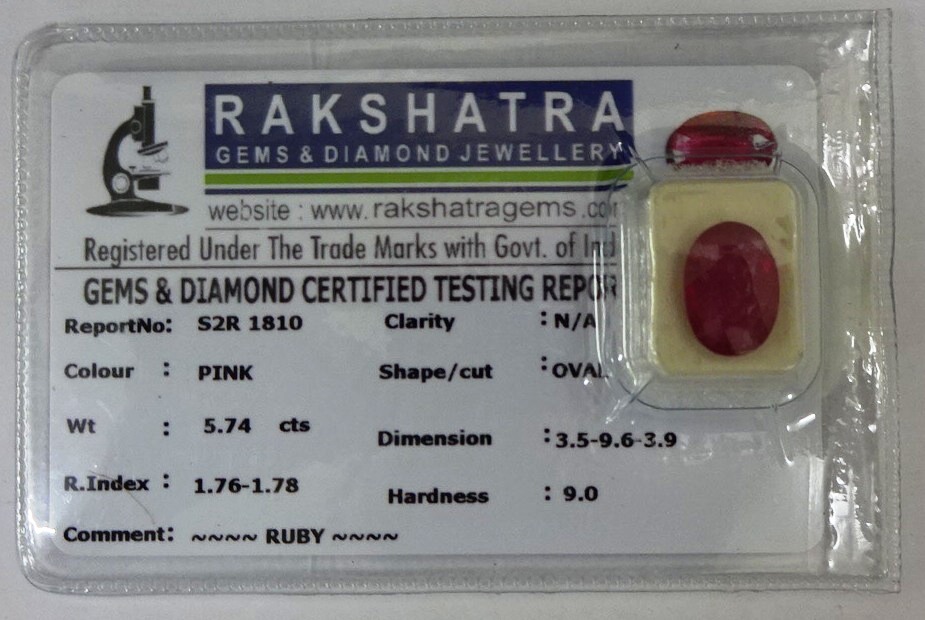 RAKSHATRA
GEMS & DIAMOND JEWELLERY
website : www. rakshatragems .com
Registered Under The Trade Marks with Govt. of Ind
GEMS & DIAMOND CERTIFIED TESTING REPOR
ReportNo: S2R 1810 Clarity : N/A
Colour : PINK Shape/cut : OVAL
Wt : 5.74 cts Dimension : 3.5-9.6-3.9
R.Index : 1.76-1.78 Hardness : 9.0
Comment: ~~~~ RUBY ~~~~